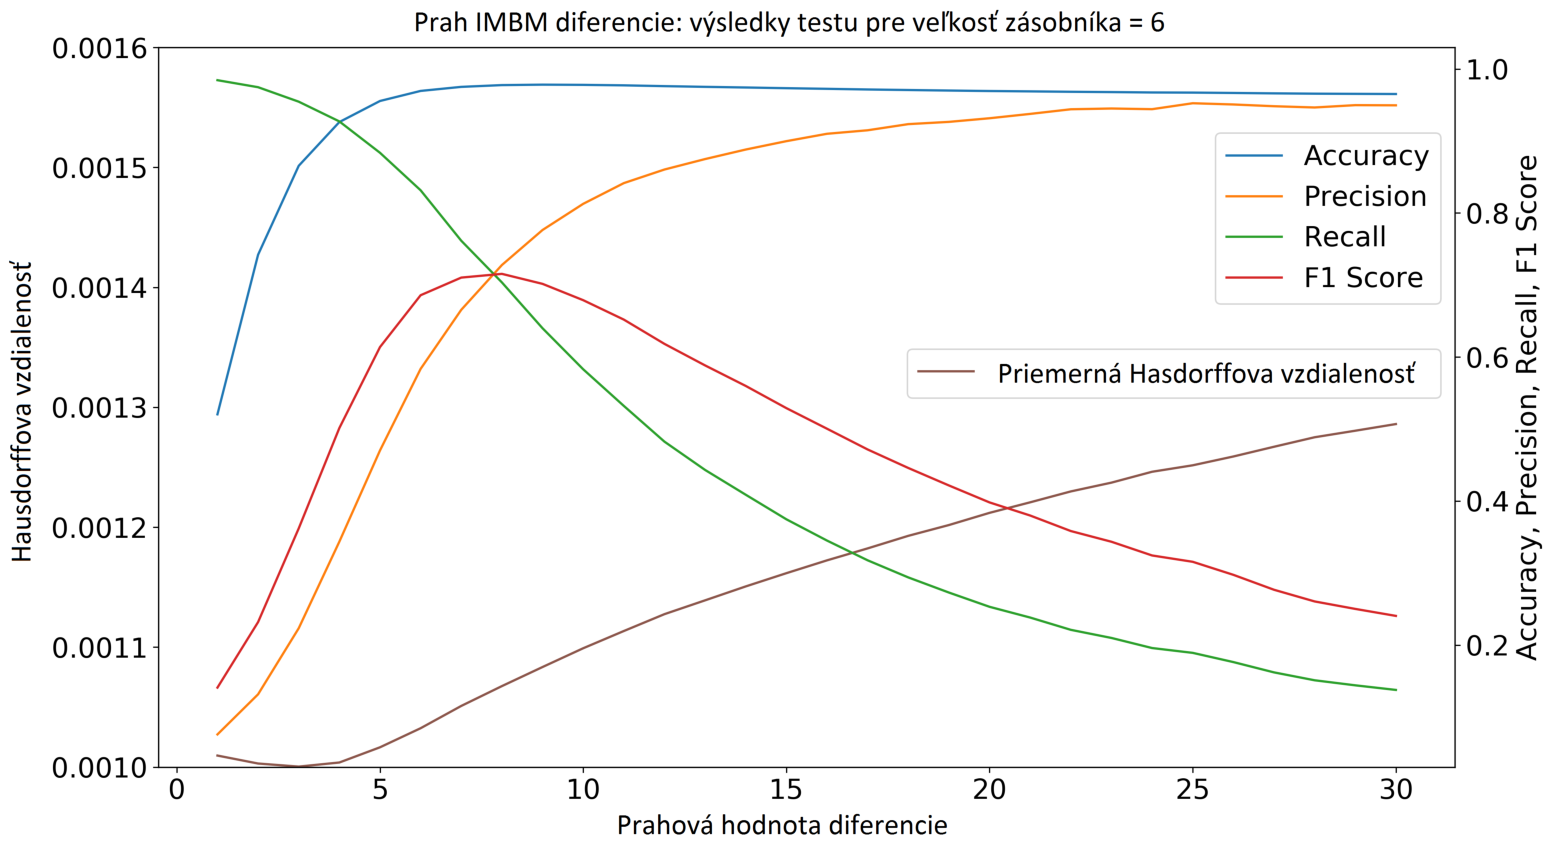 Prah IMBM diferencie: výsledky testu pre veľkosť zásobníka = 6
0.0016
0.0015
0.0014
0.0013
0.0012
0.0011
0.0010
Hausdorffova vzdialenosť
1.0
0.8
0.6
0.4
0.2
Accuracy, Precision, Recall, F1 Score
Accuracy
Precision
Recall
F1 Score
Priemerná Hasdorffova vzdialenosť
0 5 10 15 20 25 30
Prahová hodnota diferencie